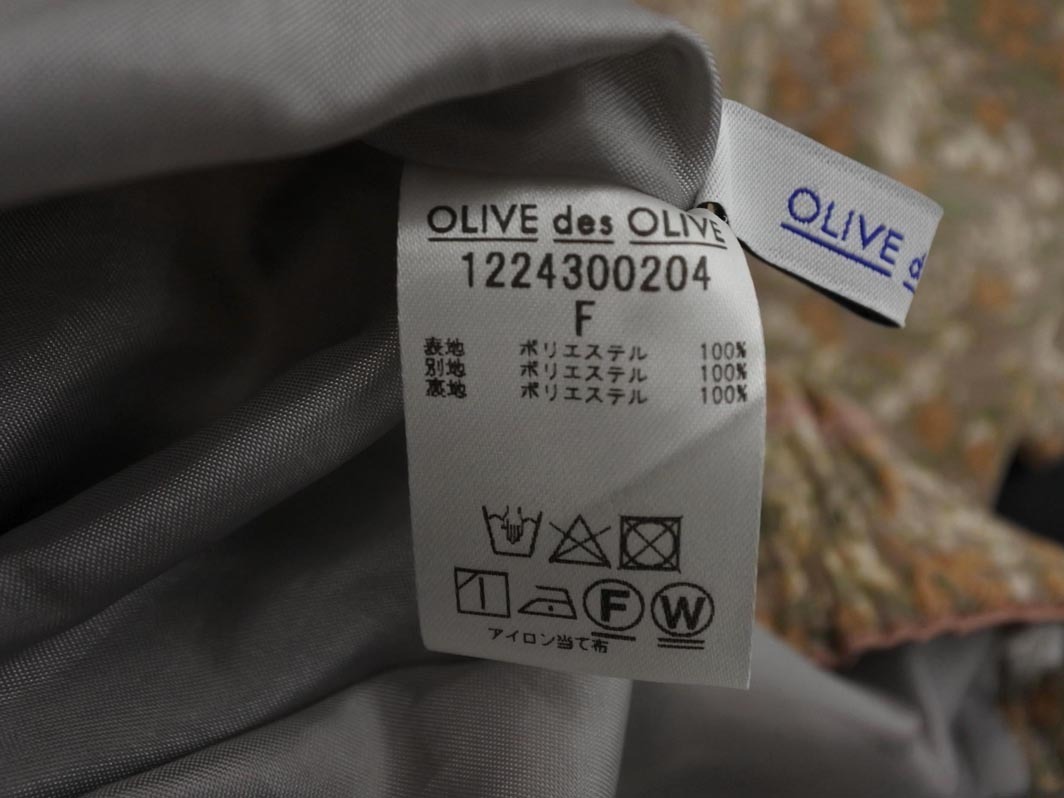 OLIVE des OLIVE
1224300204
F
表地 ポリエステル 100%
別地 ポリエステル 100%
裏地 ポリエステル 100%
F W
アイロン当て布
OLIVE d